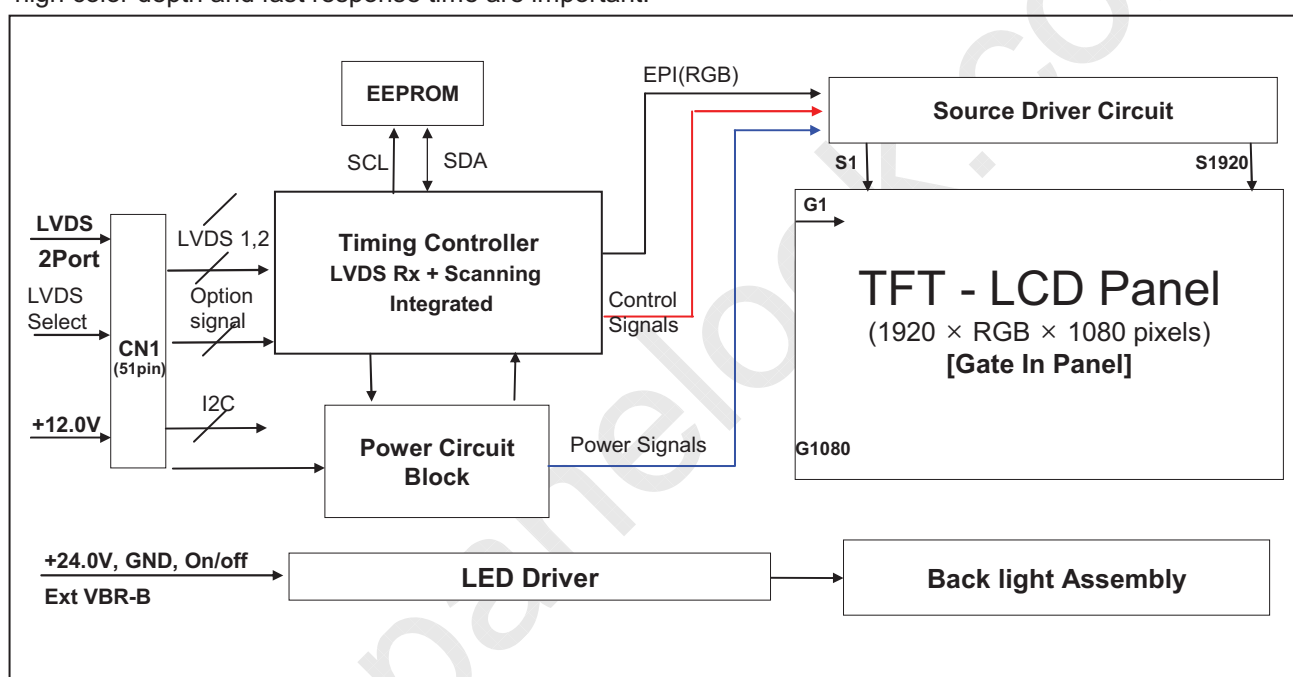 high color depth and fast response time are important.
EEPROM
SCL
SDA
EPI(RGB)
Source Driver Circuit
S1
S1920
LVDS
2Port
LVDS
Select
+12.0V
CN1
(51pin)
LVDS 1,2
Option
signal
I2C
Timing Controller
LVDS Rx + Scanning
Integrated
Control
Signals
Power Circuit
Block
Power Signals
G1
TFT - LCD Panel
(1920 × RGB × 1080 pixels)
[Gate In Panel]
G1080
+24.0V, GND, On/off
Ext VBR-B
LED Driver
Back light Assembly
panelook.co